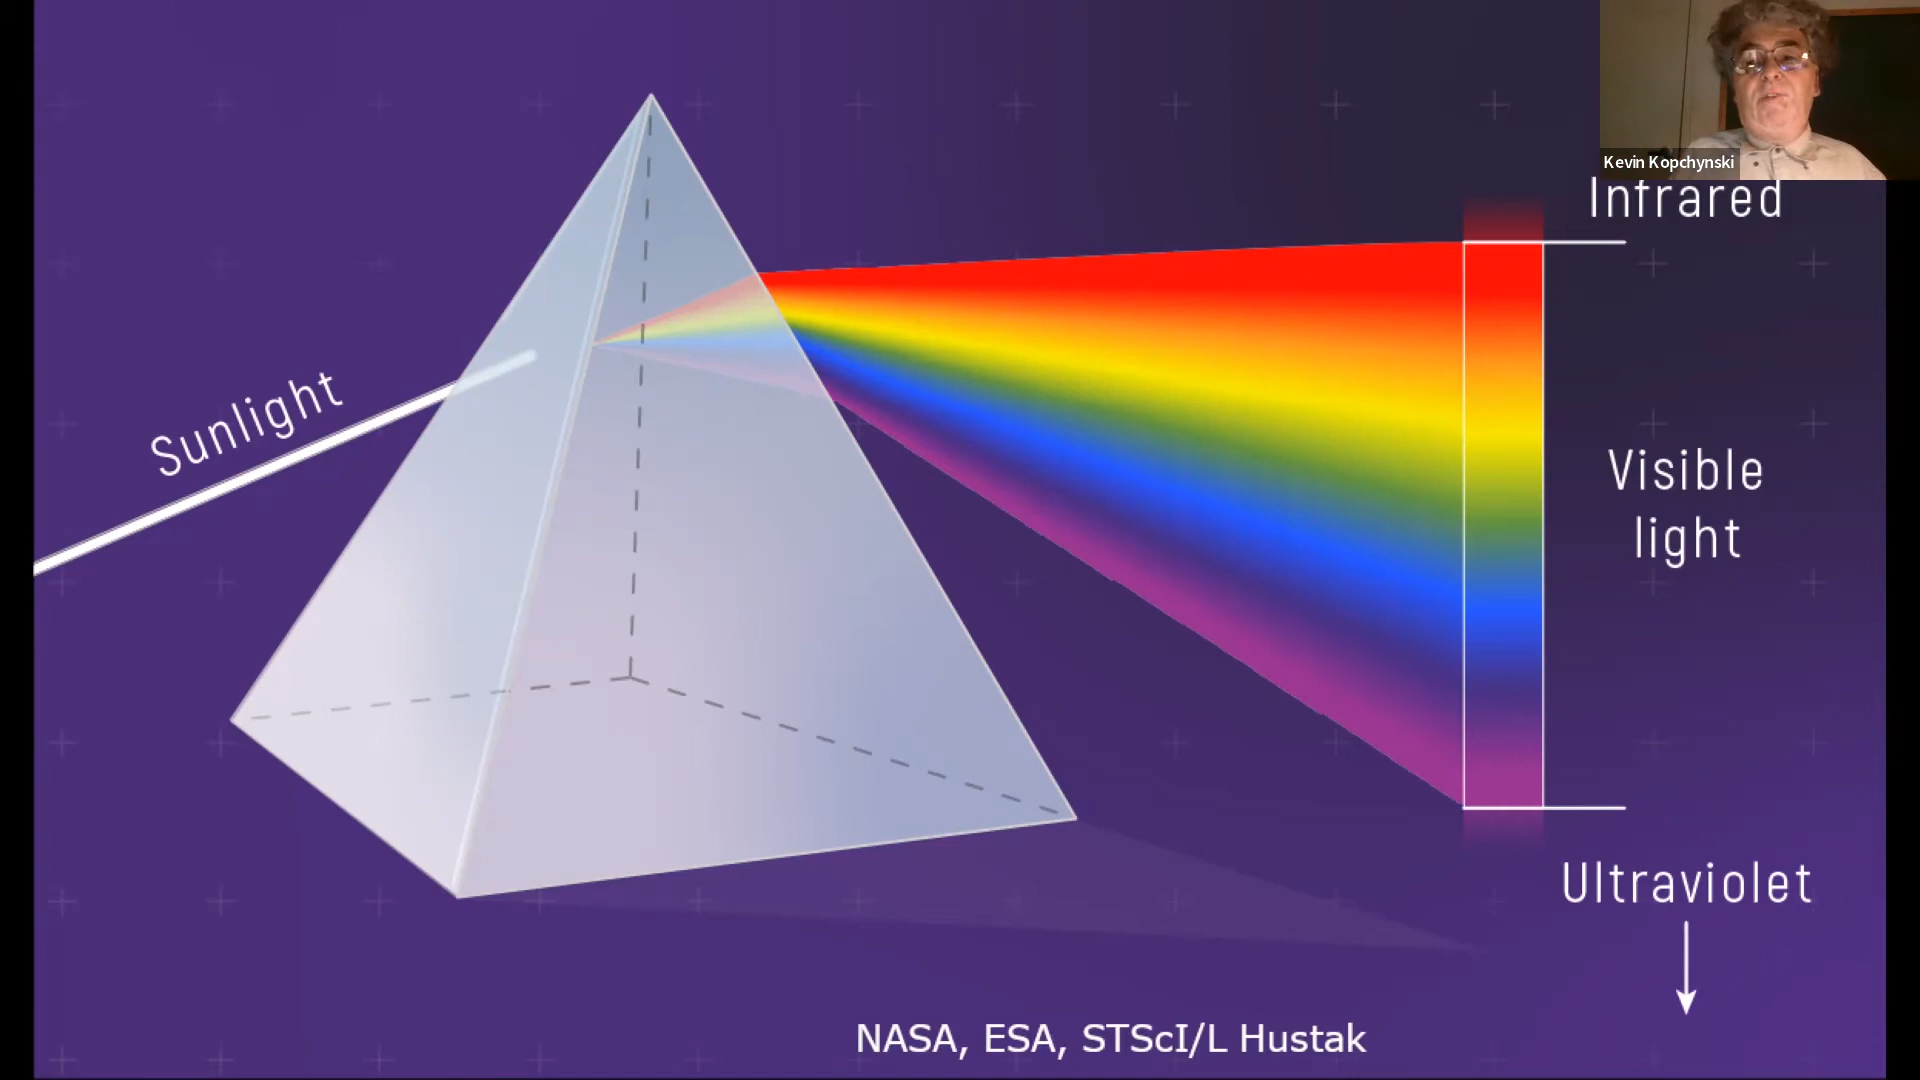 Kevin Kopchynski
Infrared
Sunlight
Visible
light
Ultraviolet
NASA, ESA, STScI/L Hustak